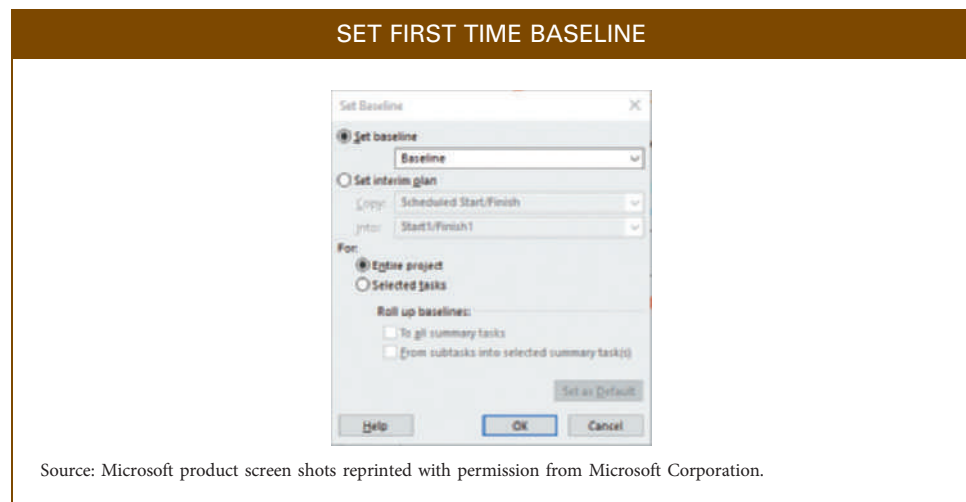 SET FIRST TIME BASELINE
Set Baseline
Set baseline
Baseline
Set interim plan
Copy: Scheduled Start/Finish
Into: Start1/Finish1
For:
Entire project
Selected tasks
Roll up baselines:
To all summary tasks
From subtasks into selected summary task(s)
Set as Default
Help OK Cancel
Source: Microsoft product screen shots reprinted with permission from Microsoft Corporation.